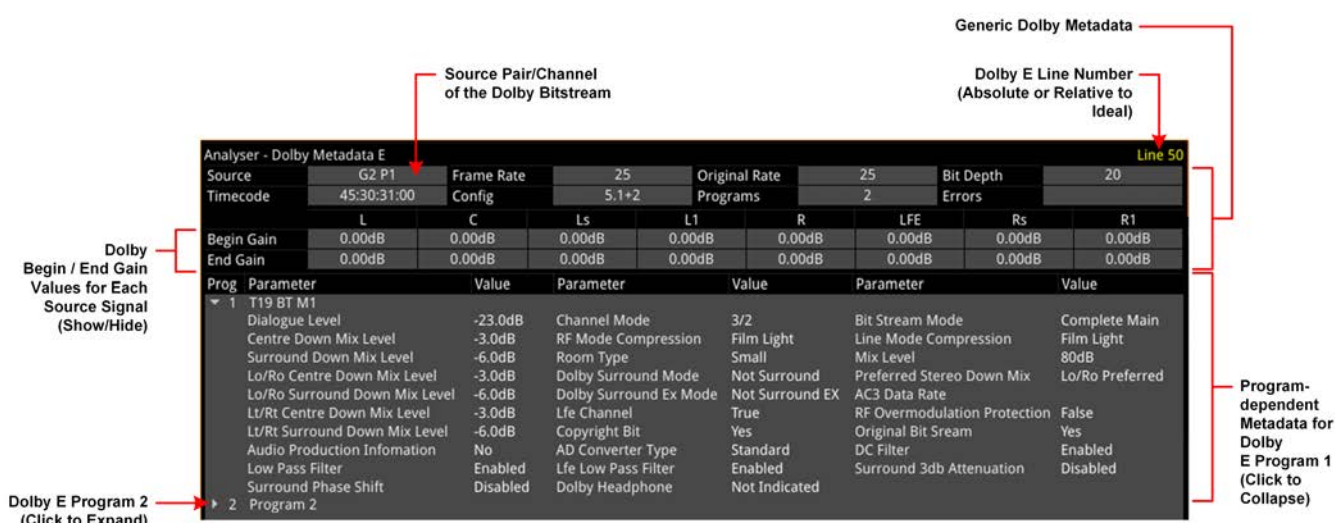 Generic Dolby Metadata
Source Pair/Channel
of the Dolby Bitstream
Dolby E Line Number
(Absolute or Relative to
Ideal)
Analyser - Dolby Metadata E Line 50
Source G2 P1 Frame Rate 25 Original Rate 25 Bit Depth 20
Timecode 45:30:31:00 Config 5.1+2 Programs 2 Errors
L C Ls L1 R LFE Rs R1
Begin Gain 0.00dB 0.00dB 0.00dB 0.00dB 0.00dB 0.00dB 0.00dB 0.00dB
End Gain 0.00dB 0.00dB 0.00dB 0.00dB 0.00dB 0.00dB 0.00dB 0.00dB
Dolby
Begin / End Gain
Values for Each
Source Signal
(Show/Hide)
Prog Parameter Value Parameter Value Parameter Value
1 T19 BT M1
Dialogue Level -23.0dB Channel Mode 3/2 Bit Stream Mode Complete Main
Centre Down Mix Level -3.0dB RF Mode Compression Film Light Line Mode Compression Film Light
Surround Down Mix Level -6.0dB Room Type Small Mix Level 80dB
Lo/Ro Centre Down Mix Level -3.0dB Dolby Surround Mode Not Surround Preferred Stereo Down Mix Lo/Ro Preferred
Lo/Ro Surround Down Mix Level -6.0dB Dolby Surround Ex Mode Not Surround EX AC3 Data Rate
Lt/Rt Centre Down Mix Level -3.0dB Lfe Channel True RF Overmodulation Protection False
Lt/Rt Surround Down Mix Level -6.0dB Copyright Bit Yes Original Bit Sream Yes
Audio Production Infomation No AD Converter Type Standard DC Filter Enabled
Low Pass Filter Enabled Lfe Low Pass Filter Enabled Surround 3db Attenuation Disabled
Surround Phase Shift Disabled Dolby Headphone Not Indicated
2 Program 2
Program-
dependent
Metadata for
Dolby
E Program 1
(Click to
Collapse)
Dolby E Program 2
(Click to Expand)